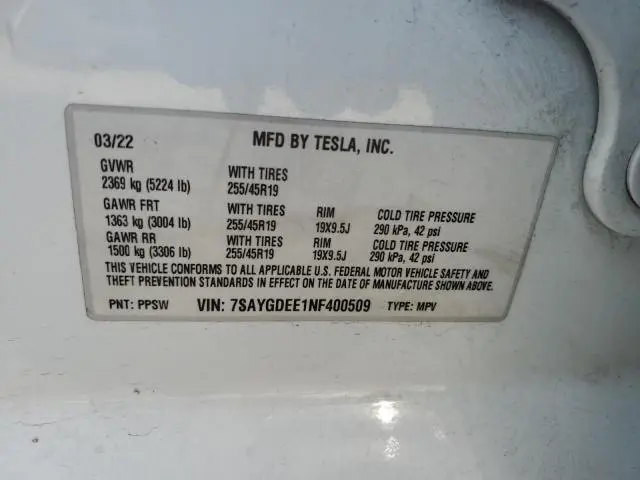 03/22 MFD BY TESLA, INC.
GVWR WITH TIRES
2369 kg (5224 lb) 255/45R19
GAWR FRT WITH TIRES RIM COLD TIRE PRESSURE
1363 kg (3004 lb) 255/45R19 19X9.5J 290 kPa, 42 psi
GAWR RR WITH TIRES RIM COLD TIRE PRESSURE
1500 kg (3306 lb) 255/45R19 19X9.5J 290 kPa, 42 psi
THIS VEHICLE CONFORMS TO ALL APPLICABLE U.S. FEDERAL MOTOR VEHICLE SAFETY AND
THEFT PREVENTION STANDARDS IN EFFECT ON THE DATE OF MANUFACTURE SHOWN ABOVE.
PNT: PPSW VIN: 7SAYGDEE1NF400509 TYPE: MPV